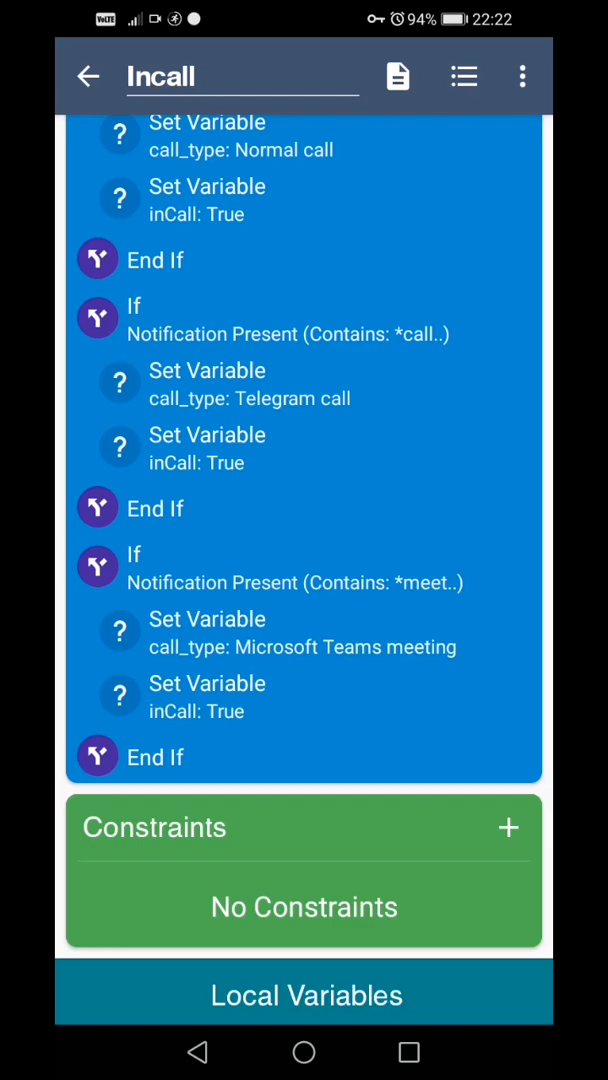 VoLTE 94% 22:22
Incall
Set Variable
call_type: Normal call
? Set Variable
inCall: True
End If
If
Notification Present (Contains: *call..)
? Set Variable
call_type: Telegram call
? Set Variable
inCall: True
End If
If
Notification Present (Contains: *meet..)
? Set Variable
call_type: Microsoft Teams meeting
? Set Variable
inCall: True
End If
Constraints +
No Constraints
Local Variables